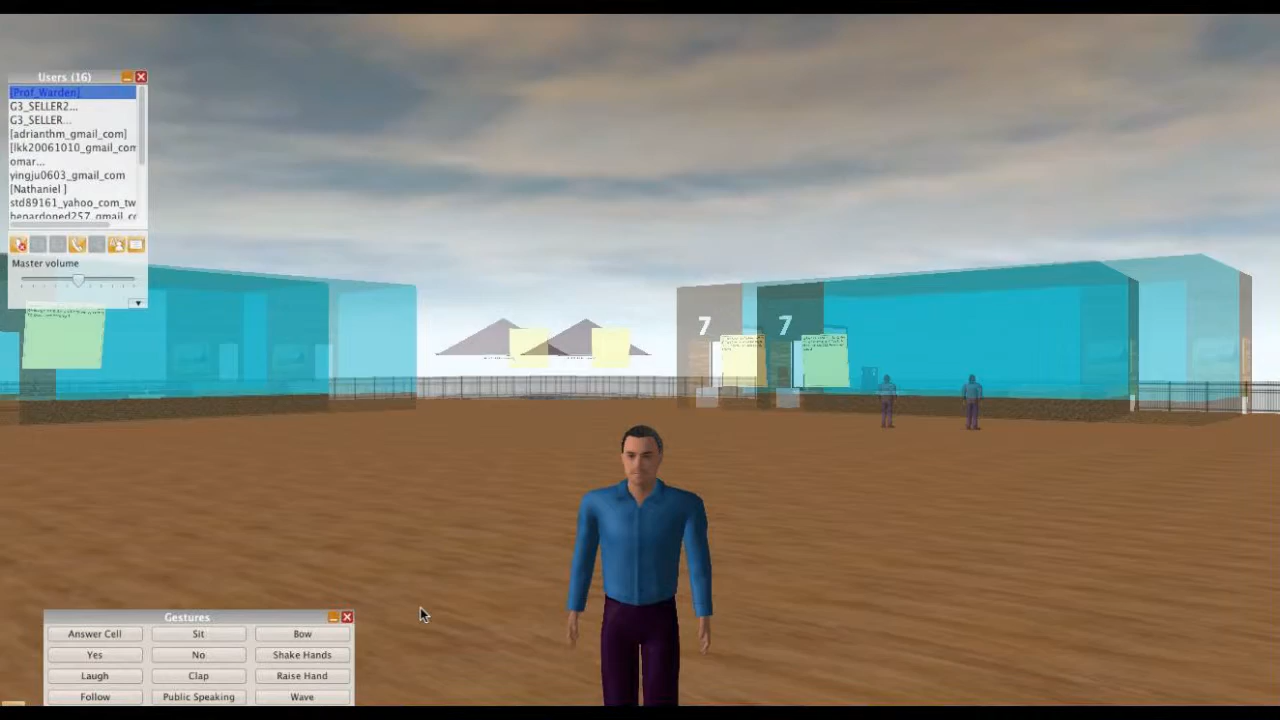 Users (16)
[Prof_Warden]
G3_SELLER2...
G3_SELLER...
[adrianthm_gmail_com]
[lkk20061010_gmail_com
omar...
yingju0603_gmail_com
[Nathaniel ]
std89161_yahoo_com_tw
Master volume
7 7
Gestures
Answer Cell Sit Bow
Yes No Shake Hands
Laugh Clap Raise Hand
Follow Public Speaking Wave